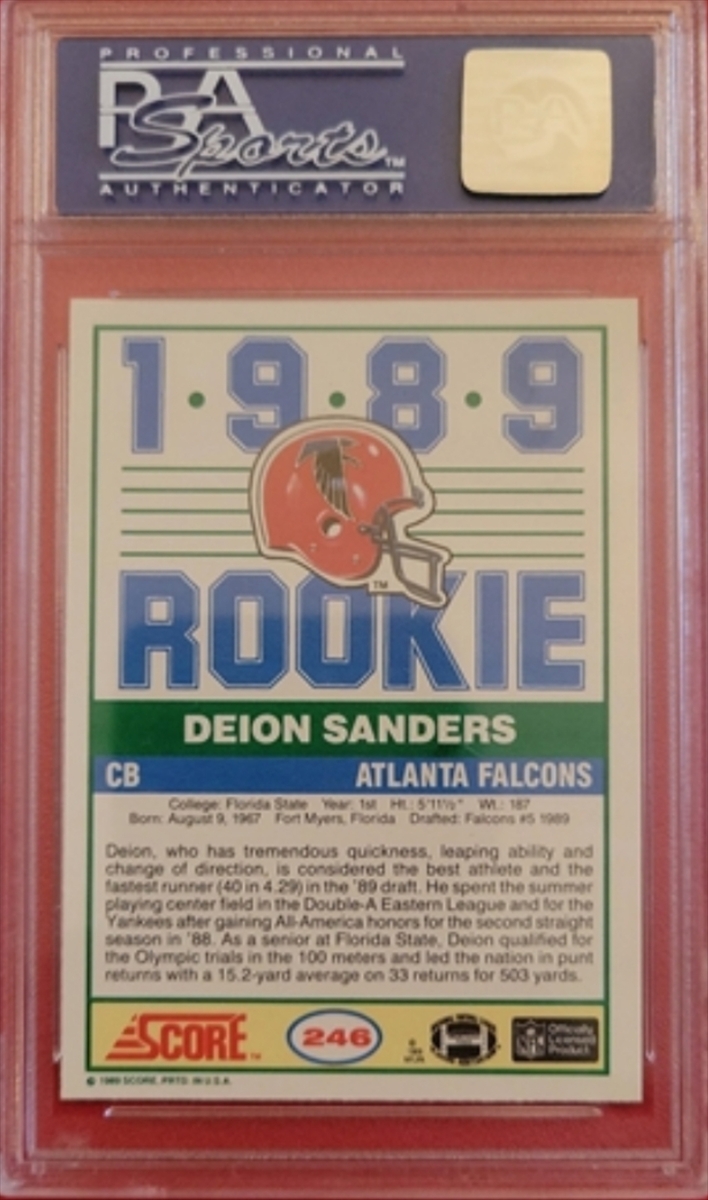 PROFESSIONAL
PSA
Sports™
AUTHENTICATOR
PSA
1·9·8·9
TM
ROOKIE
DEION SANDERS
CB ATLANTA FALCONS
College: Florida State Year: 1st Ht.: 5'11½" Wt.: 187
Born: August 9, 1967 Fort Myers, Florida Drafted: Falcons #5 1989
Deion, who has tremendous quickness, leaping ability and
change of direction, is considered the best athlete and the
fastest runner (40 in 4.29) in the '89 draft. He spent the summer
playing center field in the Double-A Eastern League and for the
Yankees after gaining All-America honors for the second straight
season in '88. As a senior at Florida State, Deion qualified for
the Olympic trials in the 100 meters and led the nation in punt
returns with a 15.2-yard average on 33 returns for 503 yards.
SCORE™
246
NFL
Officially
Licensed
Product
© 1989 SCORE, PRTD. IN U.S.A.